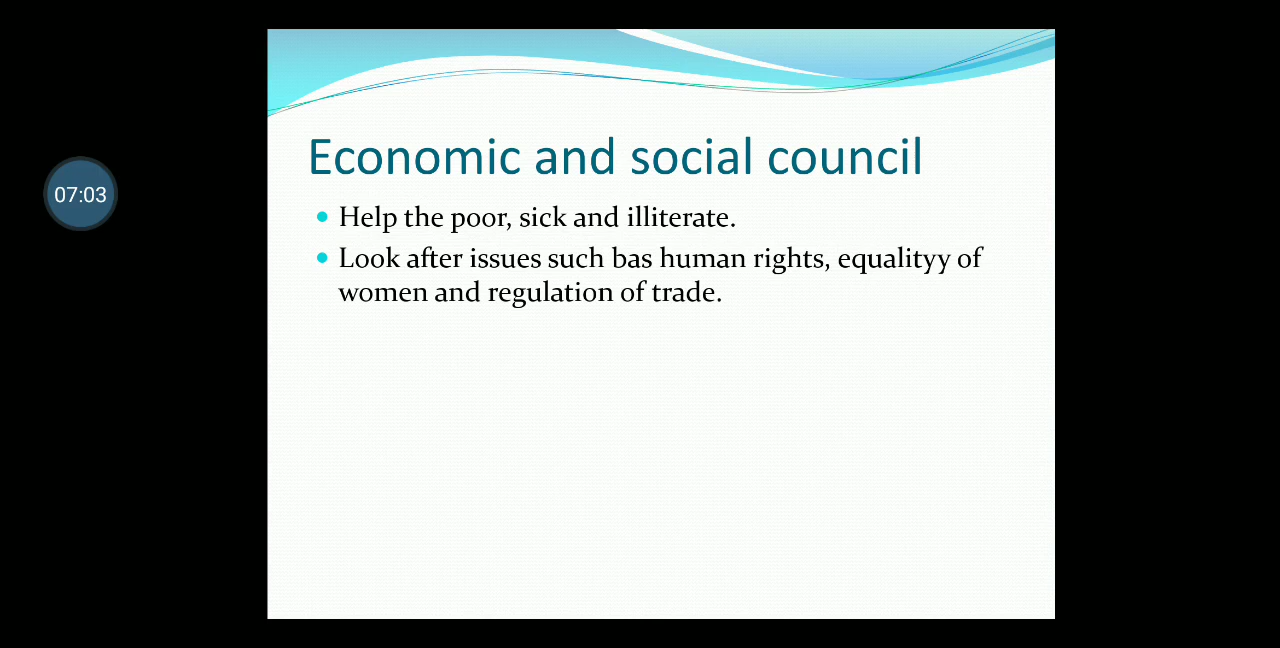 Economic and social council
07:03
Help the poor, sick and illiterate.
Look after issues such bas human rights, equalityy of
women and regulation of trade.